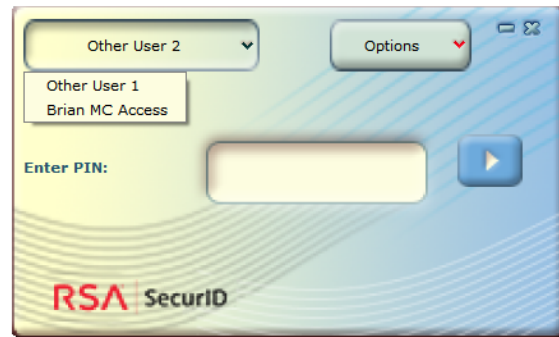 Other User 2
Options
Other User 1
Brian MC Access
Enter PIN:
RSA SecurID